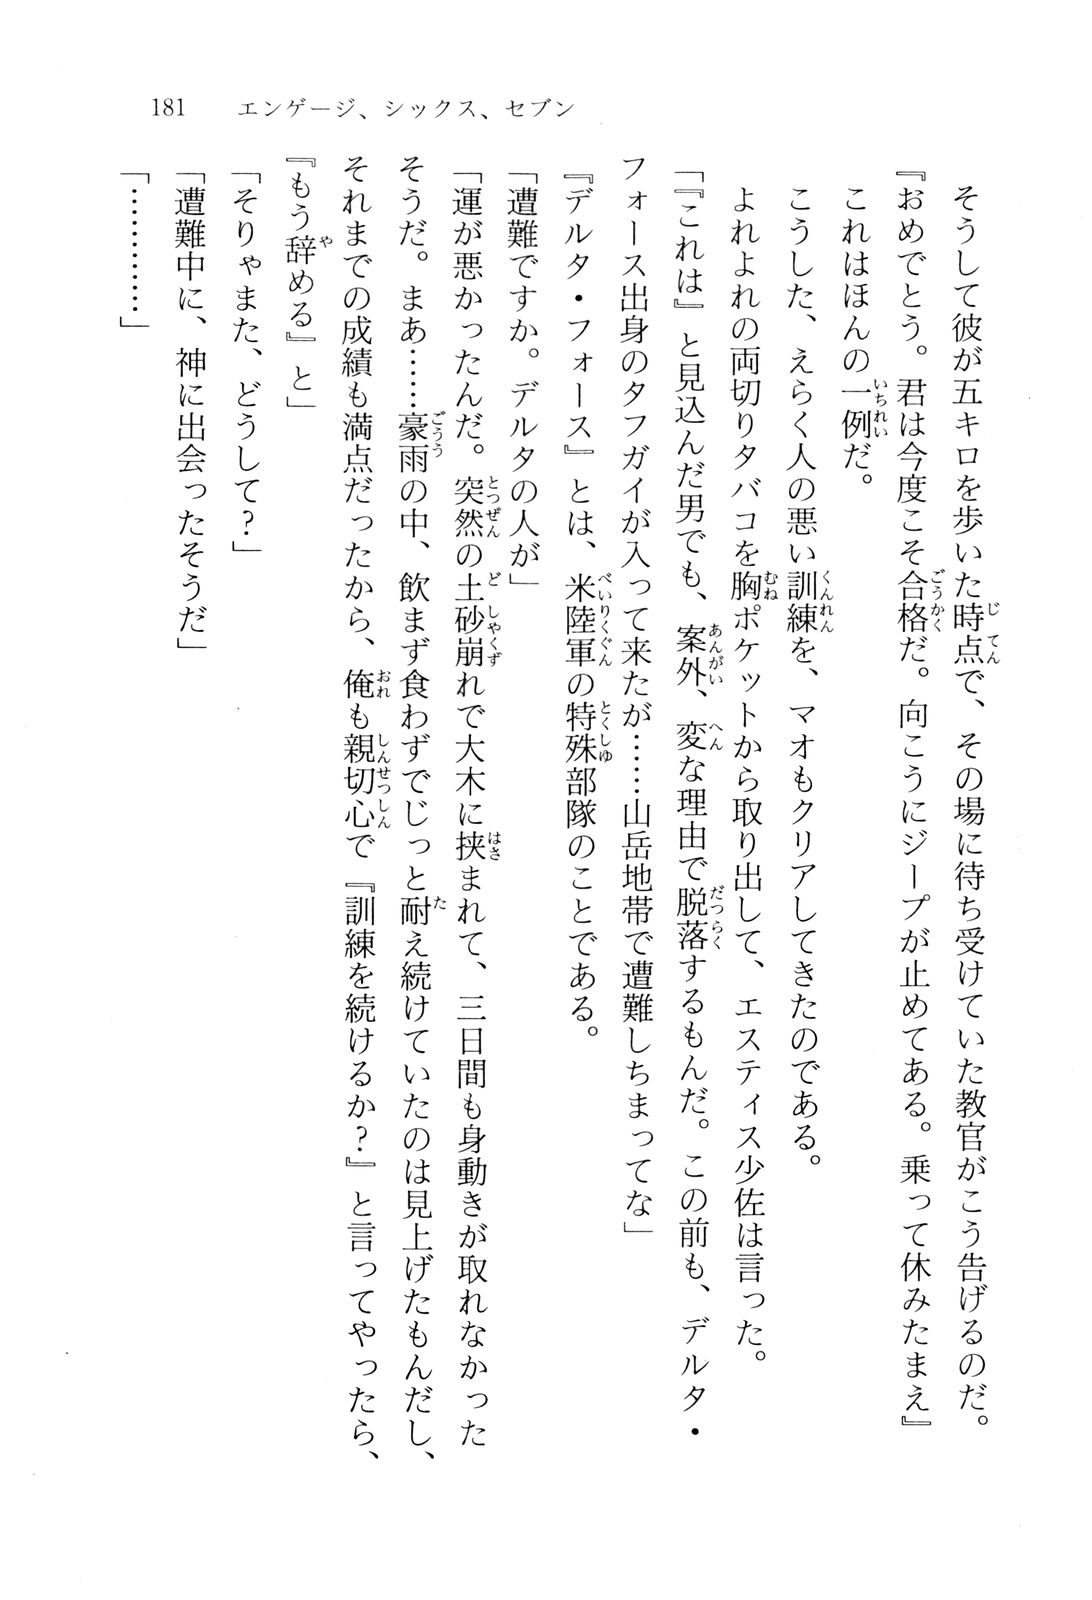 181　エンゲージ、シックス、セブン
そうして彼が五キロを歩いた時点で、その場に待ち受けていた教官がこう告げるのだ。
『おめでとう。君は今度こそ合格だ。向こうにジープが止めてある。乗って休みたまえ』
これはほんの一例だ。
こうした、えらく人の悪い訓練を、マオもクリアしてきたのである。
よれよれの両切りタバコを胸ポケットから取り出して、エスティス少佐は言った。
「『これは』と見込んだ男でも、案外、変な理由で脱落するもんだ。この前も、デルタ・
フォース出身のタフガイが入って来たが……山岳地帯で遭難しちまってな」
『デルタ・フォース』とは、米陸軍の特殊部隊のことである。
「遭難ですか。デルタの人が」
「運が悪かったんだ。突然の土砂崩れで大木に挟まれて、三日間も身動きが取れなかった
そうだ。まあ……豪雨の中、飲まず食わずでじっと耐え続けていたのは見上げたもんだし、
それまでの成績も満点だったから、俺も親切心で『訓練を続けるか？』と言ってやったら、
『もう辞める』と」
「そりゃまた、どうして？」
「遭難中に、神に出会ったそうだ」
「…………」